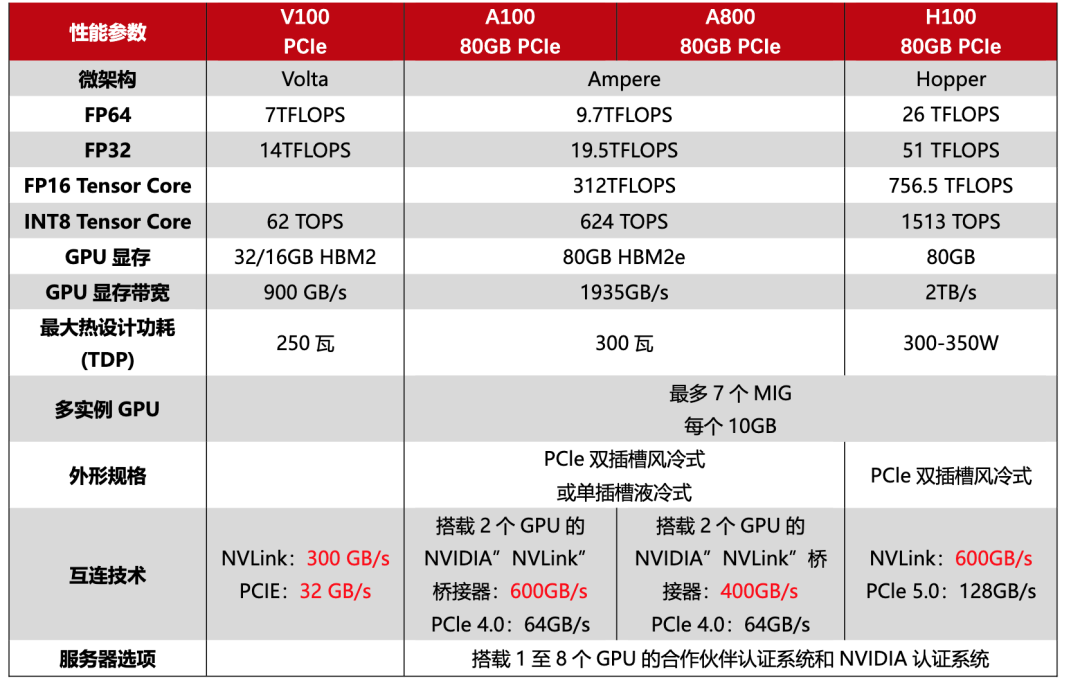 性能参数
V100
PCIe
A100
80GB PCIe
A800
80GB PCIe
H100
80GB PCIe
微架构
Volta
Ampere
Hopper
FP64
7TFLOPS
9.7TFLOPS
26 TFLOPS
FP32
14TFLOPS
19.5TFLOPS
51 TFLOPS
FP16 Tensor Core
312TFLOPS
756.5 TFLOPS
INT8 Tensor Core
62 TOPS
624 TOPS
1513 TOPS
GPU 显存
32/16GB HBM2
80GB HBM2e
80GB
GPU 显存带宽
900 GB/s
1935GB/s
2TB/s
最大热设计功耗
(TDP)
250 瓦
300 瓦
300-350W
多实例 GPU
最多 7 个 MIG
每个 10GB
外形规格
PCIe 双插槽风冷式
或单插槽液冷式
PCIe 双插槽风冷式
互连技术
NVLink：300 GB/s
PCIE：32 GB/s
搭载 2 个 GPU 的
NVIDIA” NVLink“
桥接器：600GB/s
PCIe 4.0：64GB/s
搭载 2 个 GPU 的
NVIDIA” NVLink“ 桥
接器：400GB/s
PCIe 4.0：64GB/s
NVLink：600GB/s
PCIe 5.0：128GB/s
服务器选项
搭载 1 至 8 个 GPU 的合作伙伴认证系统和 NVIDIA 认证系统